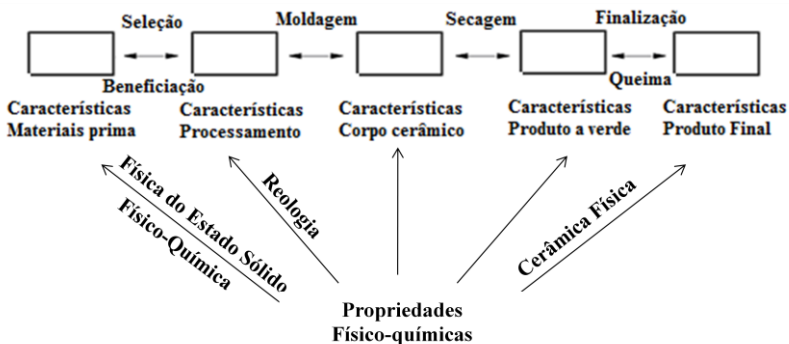 Seleção
Moldagem
Secagem
Finalização
Beneficiação
Queima
Características
Materiais prima
Características
Processamento
Características
Corpo cerâmico
Características
Produto a verde
Características
Produto Final
Física do Estado Sólido
Físico-Química
Reologia
Cerâmica Física
Propriedades
Físico-químicas